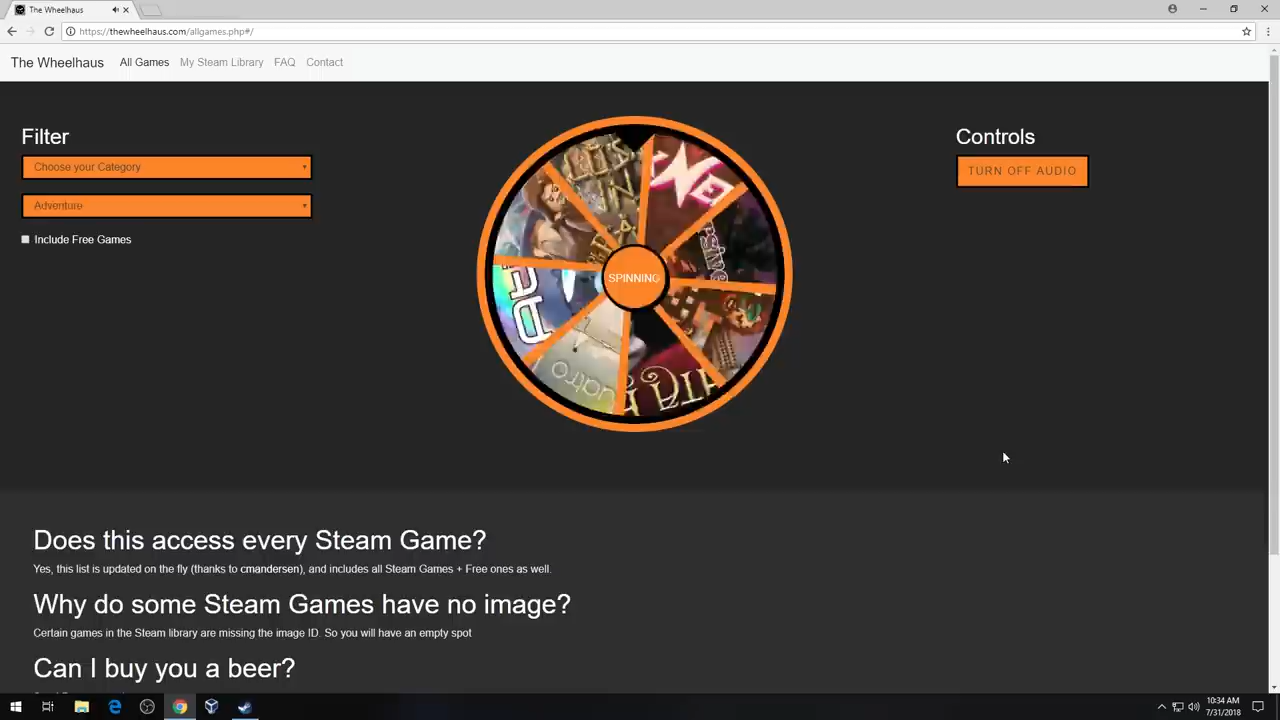 The Wheelhaus
https://thewheelhaus.com/allgames.php#/
The Wheelhaus
All Games
My Steam Library
FAQ
Contact
Filter
Choose your Category
Adventure
Include Free Games
SPINNING
Controls
TURN OFF AUDIO
Does this access every Steam Game?
Yes, this list is updated on the fly (thanks to cmandersen), and includes all Steam Games + Free ones as well.
Why do some Steam Games have no image?
Certain games in the Steam library are missing the image ID. So you will have an empty spot
Can I buy you a beer?
10:34 AM
7/31/2018